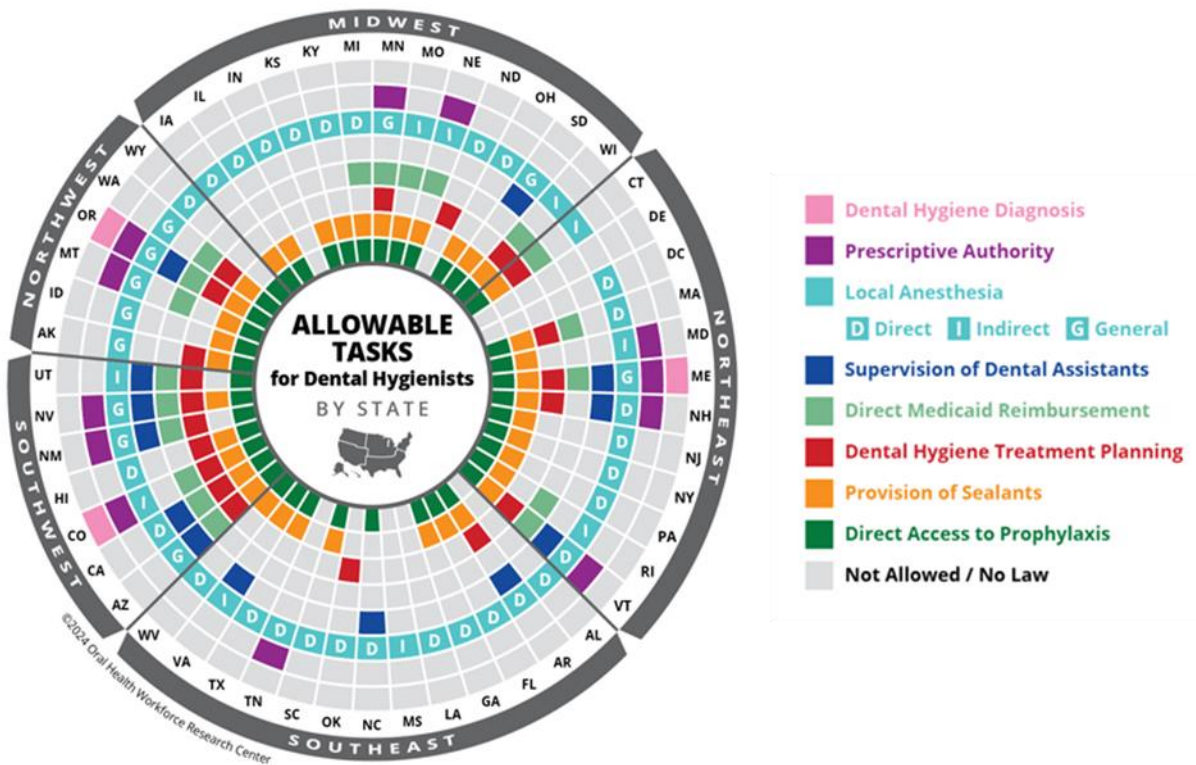 MIDWEST
IA
IL
IN
KS
KY
MI
MN
MO
NE
ND
OH
SD
WI
D D D D D D G I I D D G I
NORTHEAST
CT
DE
DC
MA
MD
ME
NH
NJ
NY
PA
RI
VT
I D D I G D D D D I D
SOUTHEAST
AL
AR
FL
GA
LA
MS
NC
OK
SC
TN
TX
VA
WV
D D D D D I D D D D D I D
SOUTHWEST
AZ
CA
CO
HI
NM
NV
UT
G D I D G G I
NORTHWEST
AK
ID
MT
OR
WA
WY
G G G G G D
ALLOWABLE
TASKS
for Dental Hygienists
BY STATE
©2024 Oral Health Workforce Research Center
Dental Hygiene Diagnosis
Prescriptive Authority
Local Anesthesia
D Direct I Indirect G General
Supervision of Dental Assistants
Direct Medicaid Reimbursement
Dental Hygiene Treatment Planning
Provision of Sealants
Direct Access to Prophylaxis
Not Allowed / No Law